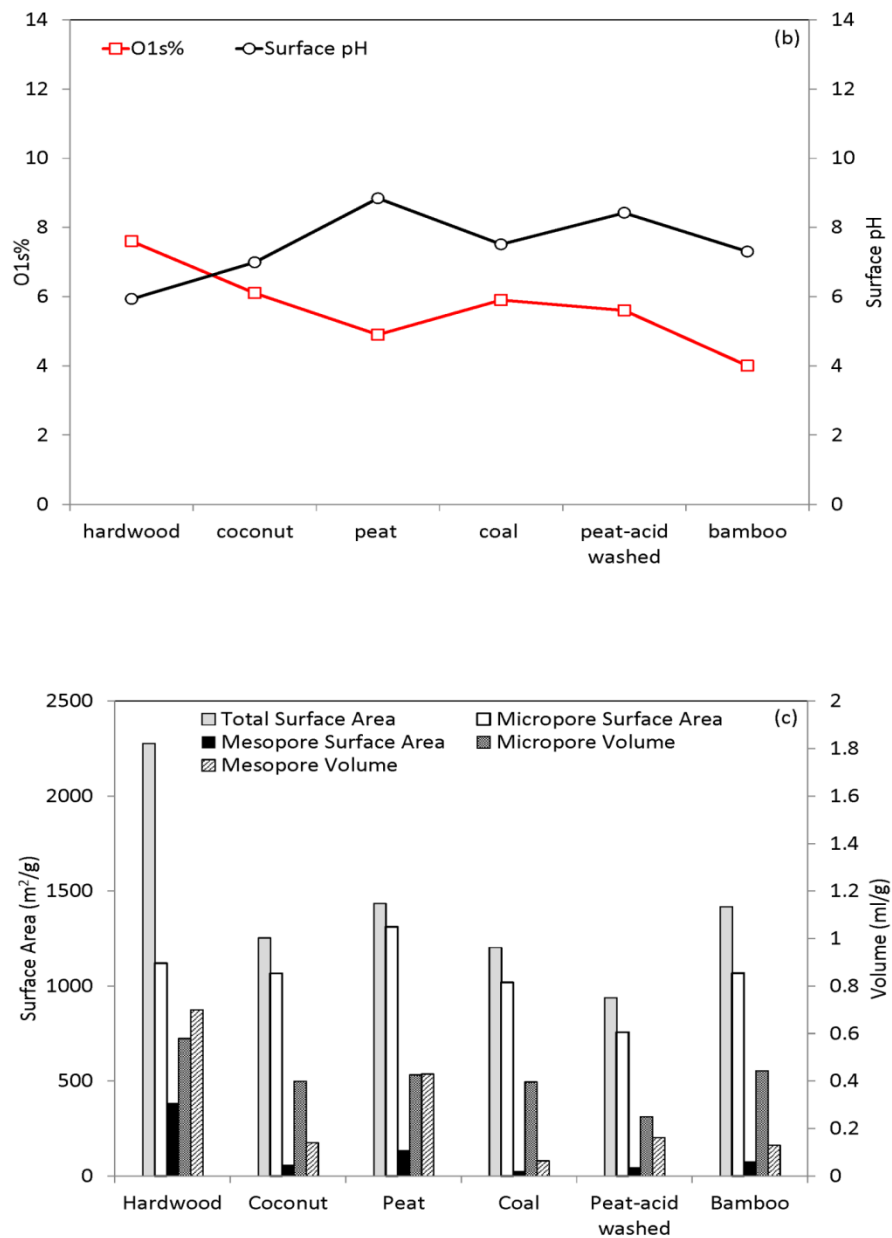 14
12
10
8
6
4
2
0
O1s%
O1s%
Surface pH
(b)
14
12
10
8
6
4
2
0
Surface pH
hardwood coconut peat coal peat-acid washed bamboo
2500
2000
1500
1000
500
0
Surface Area (m²/g)
Total Surface Area Micropore Surface Area
Mesopore Surface Area Micropore Volume
Mesopore Volume
(c)
2
1.8
1.6
1.4
1.2
1
0.8
0.6
0.4
0.2
0
Volume (ml/g)
Hardwood Coconut Peat Coal Peat-acid washed Bamboo